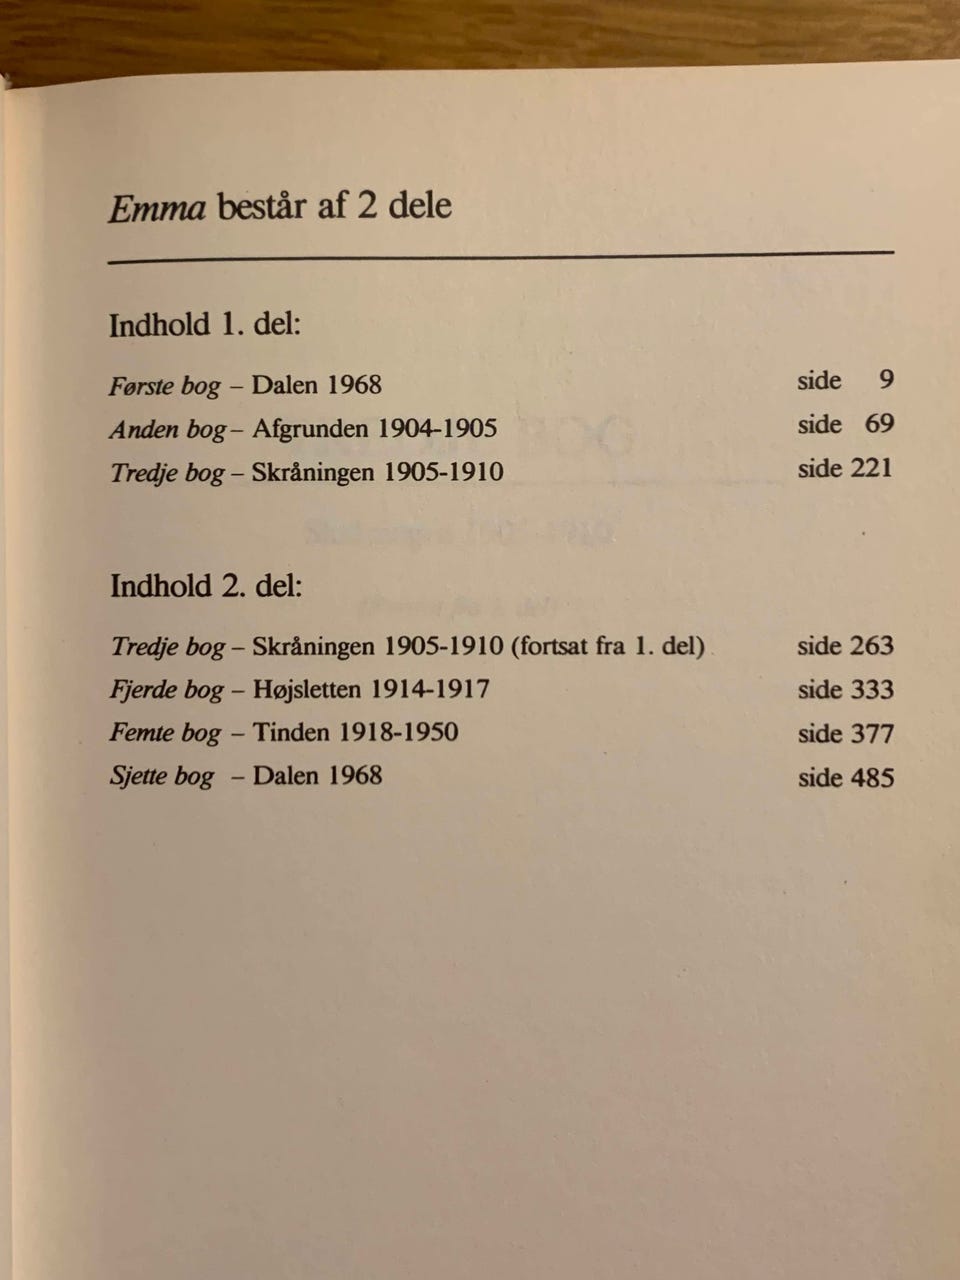 Emma består af 2 dele
Indhold 1. del:
Første bog – Dalen 1968 side 9
Anden bog – Afgrunden 1904-1905 side 69
Tredje bog – Skråningen 1905-1910 side 221
Indhold 2. del:
Tredje bog – Skråningen 1905-1910 (fortsat fra 1. del) side 263
Fjerde bog – Højsletten 1914-1917 side 333
Femte bog – Tinden 1918-1950 side 377
Sjette bog – Dalen 1968 side 485